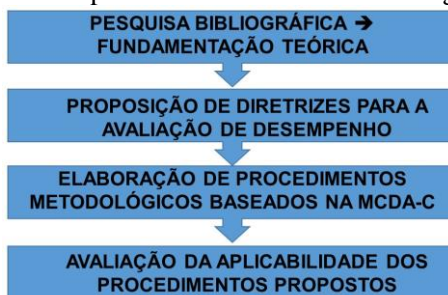 PESQUISA BIBLIOGRÁFICA ➔
FUNDAMENTAÇÃO TEÓRICA
PROPOSIÇÃO DE DIRETRIZES PARA A
AVALIAÇÃO DE DESEMPENHO
ELABORAÇÃO DE PROCEDIMENTOS
METODOLÓGICOS BASEADOS NA MCDA-C
AVALIAÇÃO DA APLICABILIDADE DOS
PROCEDIMENTOS PROPOSTOS